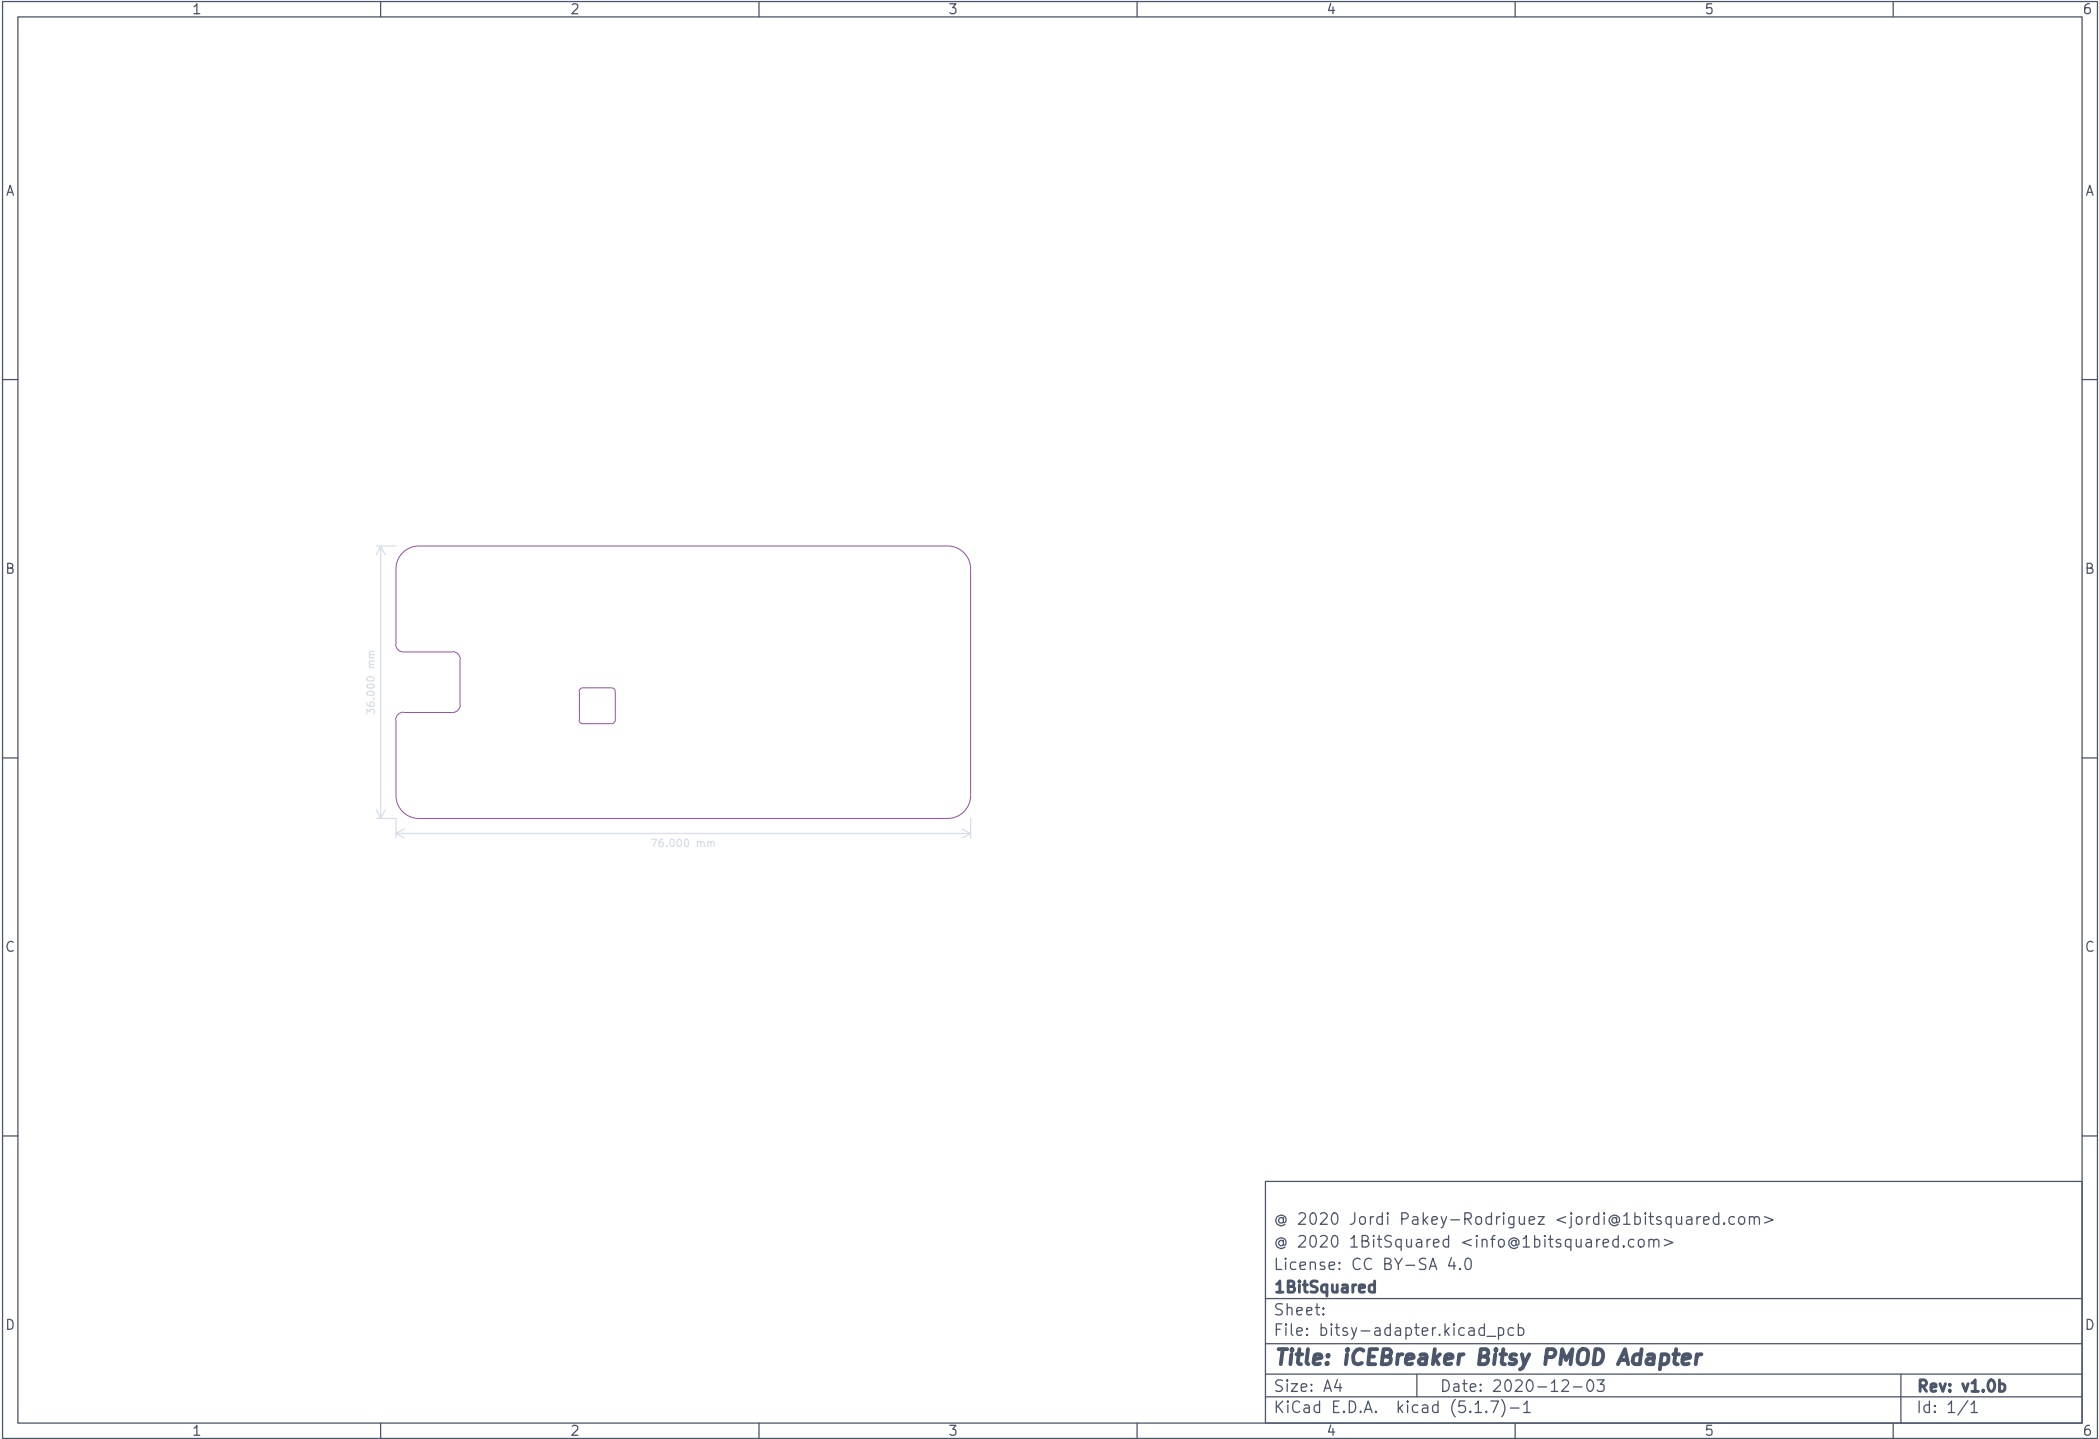 1 2 3 4 5 6
A A
B B
36.000 mm
76.000 mm
C C
@ 2020 Jordi Pakey-Rodriguez <jordi@1bitsquared.com>
@ 2020 1BitSquared <info@1bitsquared.com>
License: CC BY-SA 4.0
1BitSquared
Sheet:
File: bitsy-adapter.kicad_pcb
D D
Title: iCEBreaker Bitsy PMOD Adapter
Size: A4 Date: 2020-12-03 Rev: v1.0b
KiCad E.D.A. kicad (5.1.7)-1 Id: 1/1
1 2 3 4 5 6